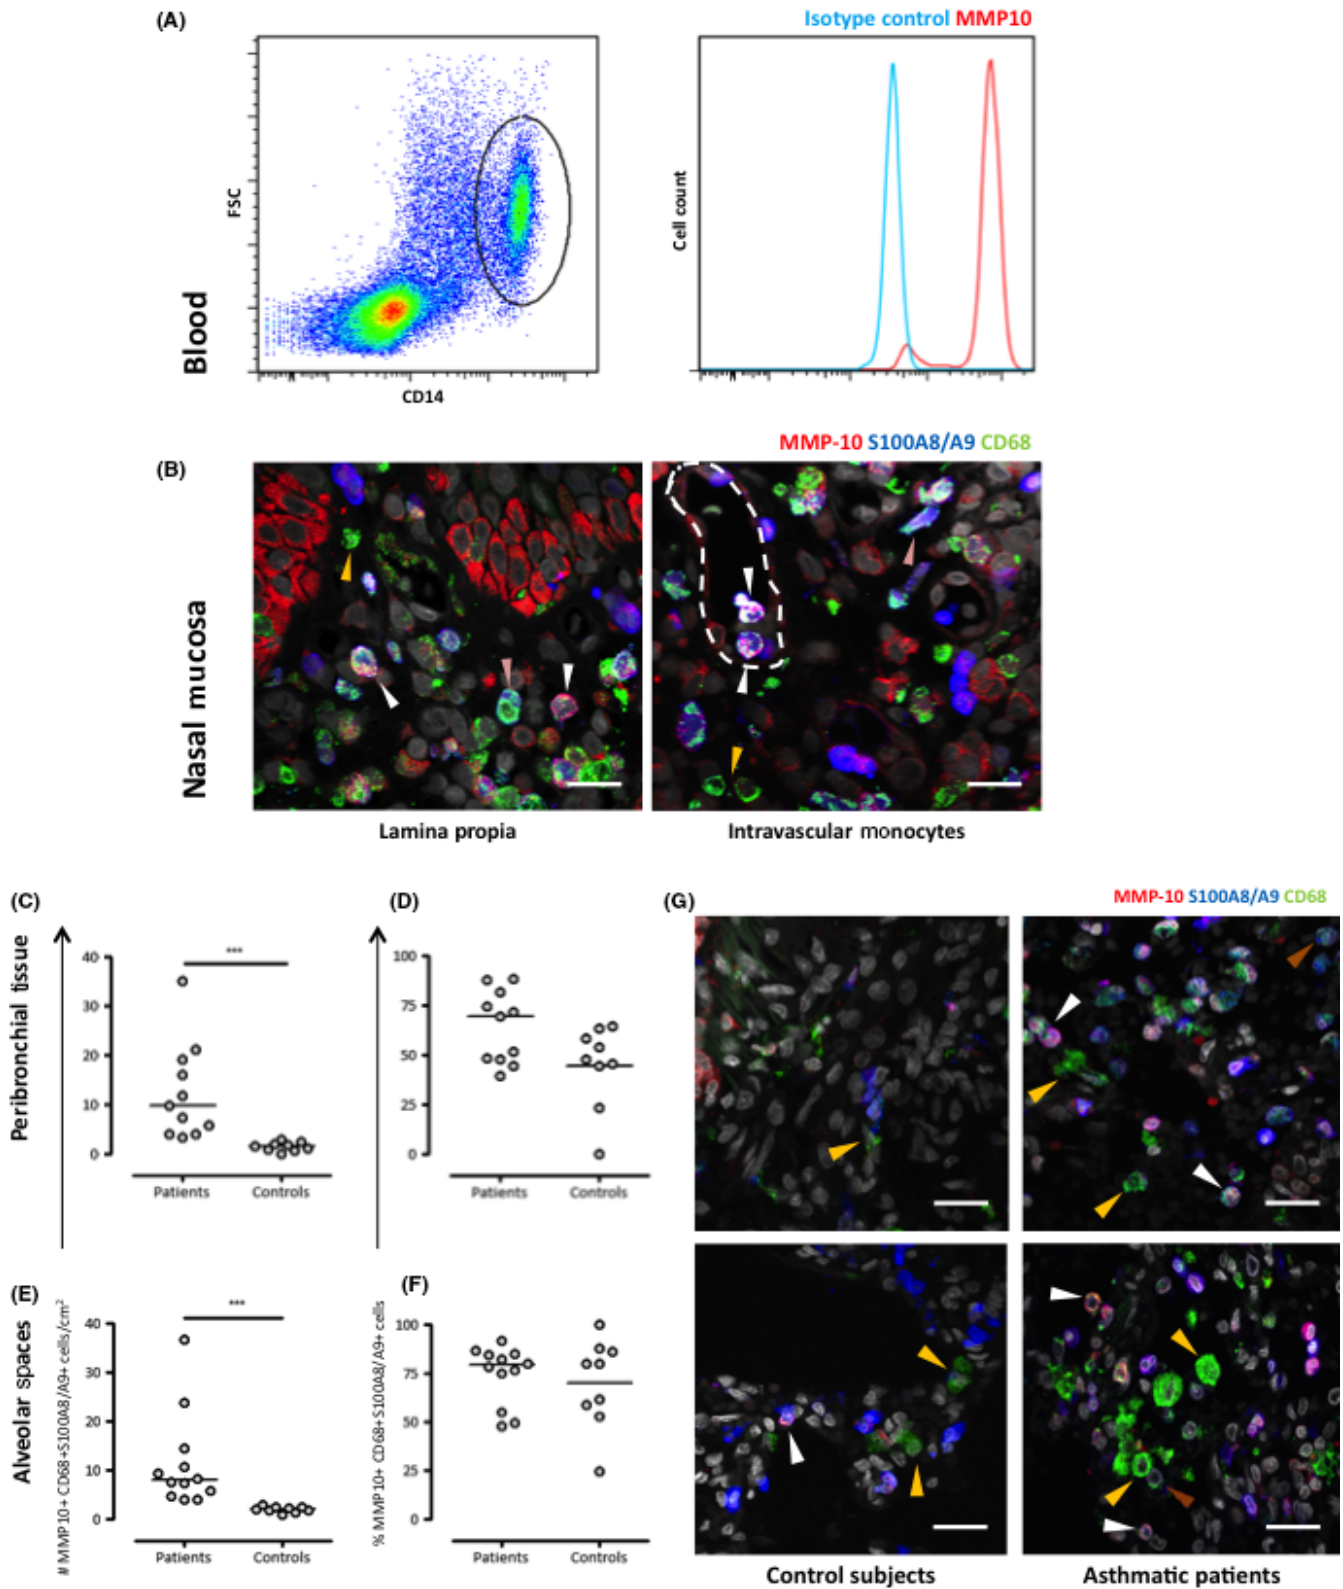 (A)
Isotype control MMP10
FSC
CD14
Cell count
Blood
(B)
MMP-10 S100A8/A9 CD68
Nasal mucosa
Lamina propia
Intravascular monocytes
(C)
(D)
(G)
MMP-10 S100A8/A9 CD68
Peribronchial tissue
***
40
30
20
10
0
Patients Controls
100
75
50
25
0
Patients Controls
(E)
(F)
Alveolar spaces
# MMP10+ CD68+S100A8/A9+ cells/cm²
***
40
30
20
10
0
Patients Controls
% MMP10+ CD68+S100A8/A9+ cells
100
75
50
25
0
Patients Controls
Control subjects
Asthmatic patients